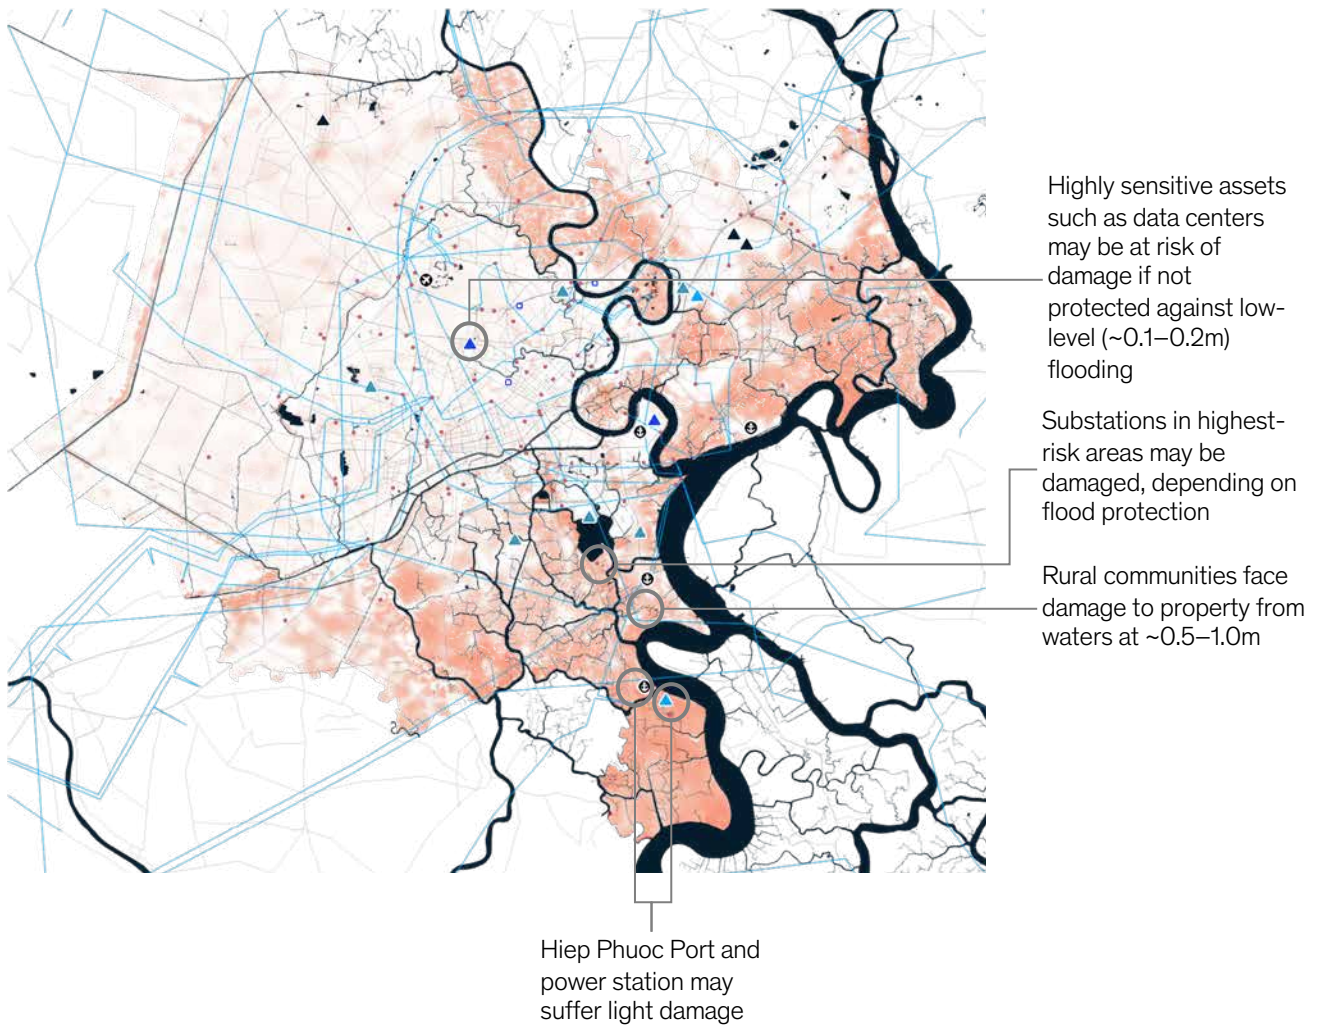 Highly sensitive assets
such as data centers
may be at risk of
damage if not
protected against low-
level (~0.1–0.2m)
flooding
Substations in highest-
risk areas may be
damaged, depending on
flood protection
Rural communities face
damage to property from
waters at ~0.5–1.0m
Hiep Phuoc Port and
power station may
suffer light damage